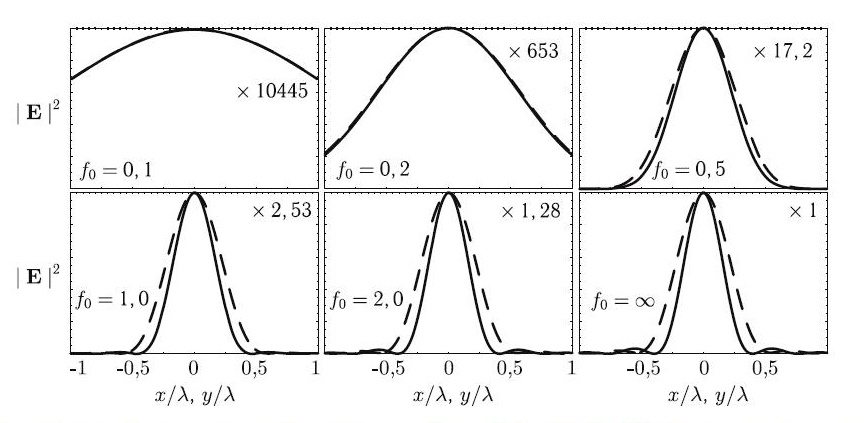 | E |²
× 10445
f₀ = 0, 1
× 653
f₀ = 0, 2
× 17, 2
f₀ = 0, 5
| E |²
× 2, 53
f₀ = 1, 0
× 1, 28
f₀ = 2, 0
× 1
f₀ = ∞
-1 -0,5 0 0,5 1
-0,5 0 0,5 1
-0,5 0 0,5
x/λ, y/λ
x/λ, y/λ
x/λ, y/λ